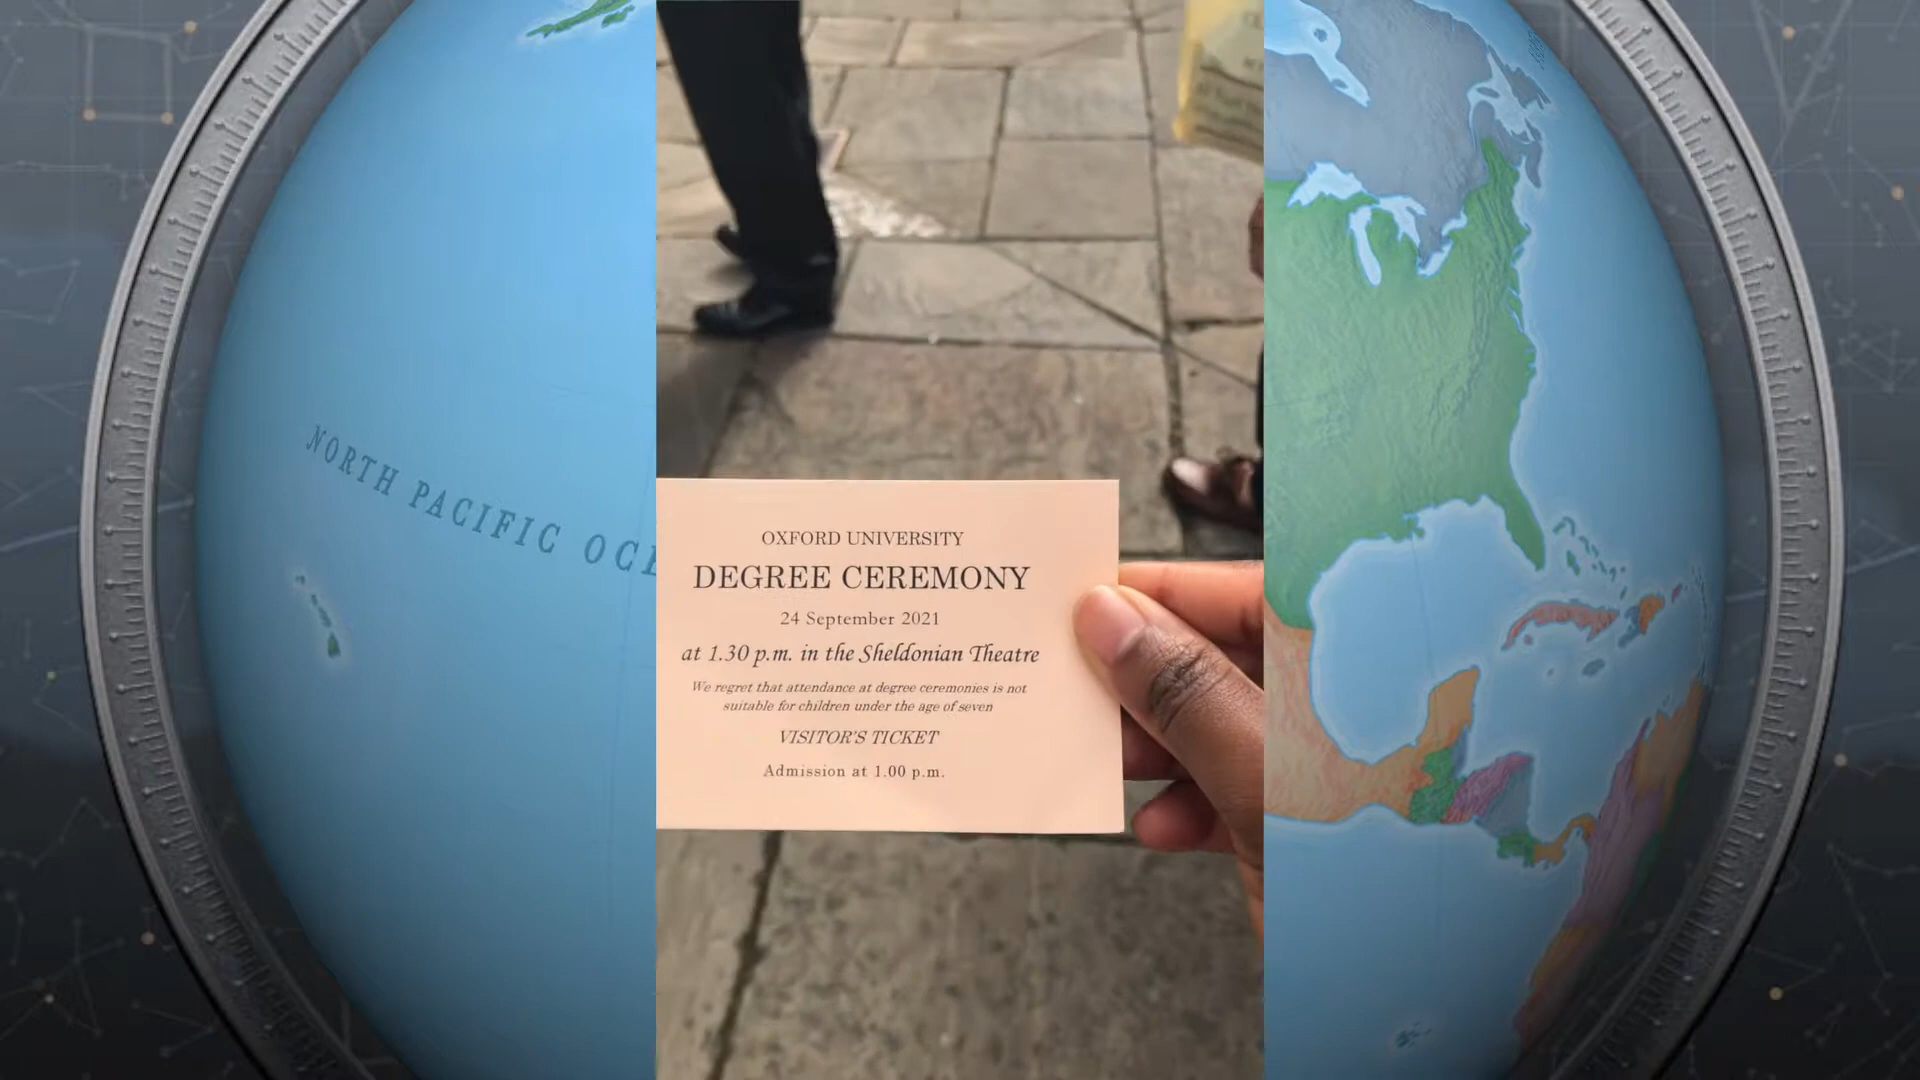 NORTH PACIFIC OCE
OXFORD UNIVERSITY
DEGREE CEREMONY
24 September 2021
at 1.30 p.m. in the Sheldonian Theatre
We regret that attendance at degree ceremonies is not
suitable for children under the age of seven
VISITOR'S TICKET
Admission at 1.00 p.m.